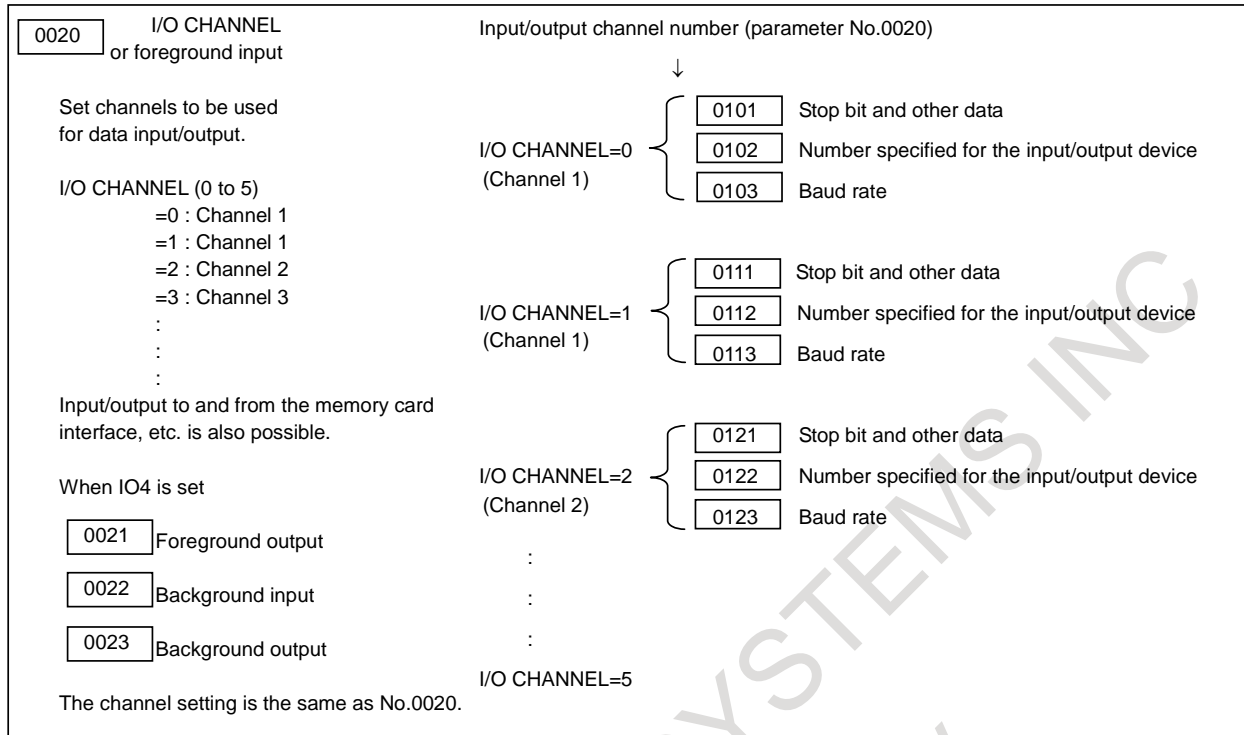 0020 I/O CHANNEL
or foreground input
Set channels to be used
for data input/output.
I/O CHANNEL (0 to 5)
=0 : Channel 1
=1 : Channel 1
=2 : Channel 2
=3 : Channel 3
:
:
:
Input/output to and from the memory card
interface, etc. is also possible.
When IO4 is set
0021 Foreground output
0022 Background input
0023 Background output
The channel setting is the same as No.0020.
Input/output channel number (parameter No.0020)
↓
I/O CHANNEL=0
(Channel 1)
0101 Stop bit and other data
0102 Number specified for the input/output device
0103 Baud rate
I/O CHANNEL=1
(Channel 1)
0111 Stop bit and other data
0112 Number specified for the input/output device
0113 Baud rate
I/O CHANNEL=2
(Channel 2)
0121 Stop bit and other data
0122 Number specified for the input/output device
0123 Baud rate
:
:
:
I/O CHANNEL=5
YSTEMS INC